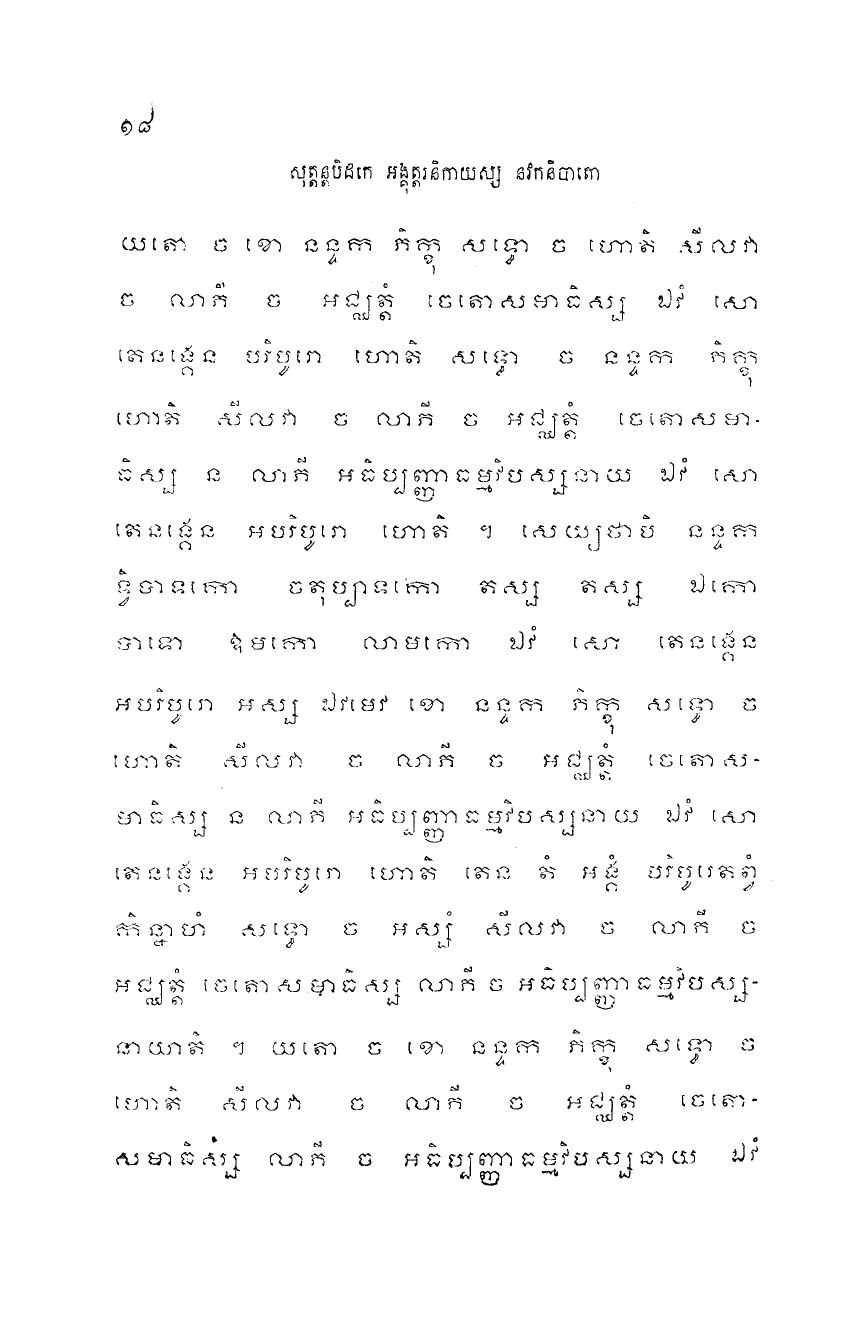 ១៨
សុត្តន្តបិដកេ អង្គុត្តរនិកាយស្ស នវកនិបាតោ
យតោ ច ខោ នន្ទក ភិក្ខុ សទ្ធោ ច ហោតិ សីលវា
ច លាភី ច អជ្ឈត្តំ ចេតោសមាធិស្ស ឯវំ សោ
តេនង្គេន បរិបូរោ ហោតិ សទ្ធោ ច នន្ទក ភិក្ខុ
ហោតិ សីលវា ច លាភី ច អជ្ឈត្តំ ចេតោសមា-
ធិស្ស ន លាភី អធិប្បញ្ញាធម្មវិបស្សនាយ ឯវំ សោ
តេនង្គេន អបរិបូរោ ហោតិ ។ សេយ្យថាបិ នន្ទក
ទ្វិបាទកោ ចតុប្បាទកោ តស្ស តស្ស ឯកោ
បាទោ ឱមកោ លាមកោ ឯវំ សោ តេនង្គេន
អបរិបូរោ អស្ស ឯវមេវ ខោ នន្ទក ភិក្ខុ សទ្ធោ ច
ហោតិ សីលវា ច លាភី ច អជ្ឈត្តំ ចេតោស-
មាធិស្ស ន លាភី អធិប្បញ្ញាធម្មវិបស្សនាយ ឯវំ សោ
តេនង្គេន អបរិបូរោ ហោតិ តេន តំ អង្គំ បរិបូរេតព្វំ
កិន្នាហំ សទ្ធោ ច អស្សំ សីលវា ច លាភី ច
អជ្ឈត្តំ ចេតោសមាធិស្ស លាភី ច អធិប្បញ្ញាធម្មវិបស្ស-
នាយាតិ ។ យតោ ច ខោ នន្ទក ភិក្ខុ សទ្ធោ ច
ហោតិ សីលវា ច លាភី ច អជ្ឈត្តំ ចេតោ-
សមាធិស្ស លាភី ច អធិប្បញ្ញាធម្មវិបស្សនាយ ឯវំ